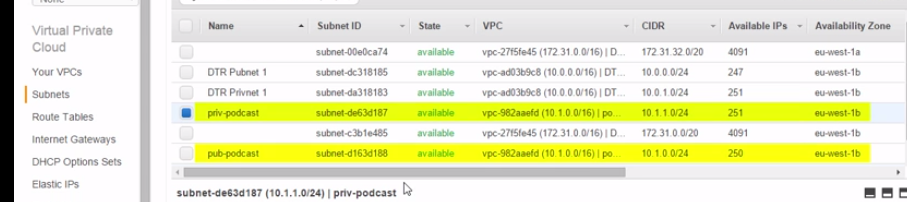 None
Name Subnet ID State VPC CIDR Available IPs Availability Zone
Virtual Private
Cloud
subnet-00e0ca74 available vpc-27f5fe45 (172.31.0.0/16) | D... 172.31.32.0/20 4091 eu-west-1a
Your VPCs
DTR Pubnet 1 subnet-dc318185 available vpc-ad03b9c8 (10.0.0.0/16) | DT... 10.0.0.0/24 247 eu-west-1b
Subnets
DTR Privnet 1 subnet-da318183 available vpc-ad03b9c8 (10.0.0.0/16) | DT... 10.0.1.0/24 251 eu-west-1b
Route Tables
priv-podcast subnet-de63d187 available vpc-982aaefd (10.1.0.0/16) | po... 10.1.1.0/24 251 eu-west-1b
Internet Gateways
subnet-c3b1e485 available vpc-27f5fe45 (172.31.0.0/16) | D... 172.31.0.0/20 4091 eu-west-1b
DHCP Options Sets
pub-podcast subnet-d163d188 available vpc-982aaefd (10.1.0.0/16) | po... 10.1.0.0/24 250 eu-west-1b
Elastic IPs
subnet-de63d187 (10.1.1.0/24) | priv-podcast